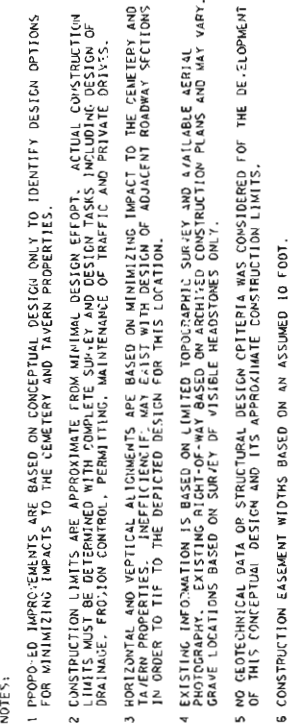 NOTES:
1 PROPOSED IMPROVEMENTS ARE BASED ON CONCEPTUAL DESIGN ONLY TO IDENTIFY DESIGN OPTIONS
FOR MINIMIZING IMPACTS TO THE CEMETERY AND TAVERN PROPERTIES.
2 CONSTRUCTION LIMITS ARE APPROXIMATE FROM MINIMAL DESIGN EFFORT. ACTUAL CONSTRUCTION
LIMITS MUST BE DETERMINED WITH COMPLETE SURVEY AND DESIGN TASKS INCLUDING DESIGN OF
DRAINAGE, EROSION CONTROL, PERMITTING, MAINTENANCE OF TRAFFIC AND PRIVATE DRIVES.
3 HORIZONTAL AND VERTICAL ALIGNMENTS ARE BASED ON MINIMIZING IMPACT TO THE CEMETERY AND
TAVERN PROPERTIES. INEFFICIENCIES MAY EXIST WITH DESIGN OF ADJACENT ROADWAY SECTIONS
IN ORDER TO TIE TO THE DEPICTED DESIGN FOR THIS LOCATION.
4 EXISTING INFORMATION IS BASED ON LIMITED TOPOGRAPHIC SURVEY AND AVAILABLE AERIAL
PHOTOGRAPHY. EXISTING RIGHT-OF-WAY BASED ON ARCHIVED CONSTRUCTION PLANS AND MAY VARY.
GRAVE LOCATIONS BASED ON SURVEY OF VISIBLE HEADSTONES ONLY.
5 NO GEOTECHNICAL DATA OR STRUCTURAL DESIGN CRITERIA WAS CONSIDERED FOR THE DEVELOPMENT
OF THIS CONCEPTUAL DESIGN AND ITS APPROXIMATE CONSTRUCTION LIMITS.
6 CONSTRUCTION EASEMENT WIDTHS BASED ON AN ASSUMED 10 FOOT.